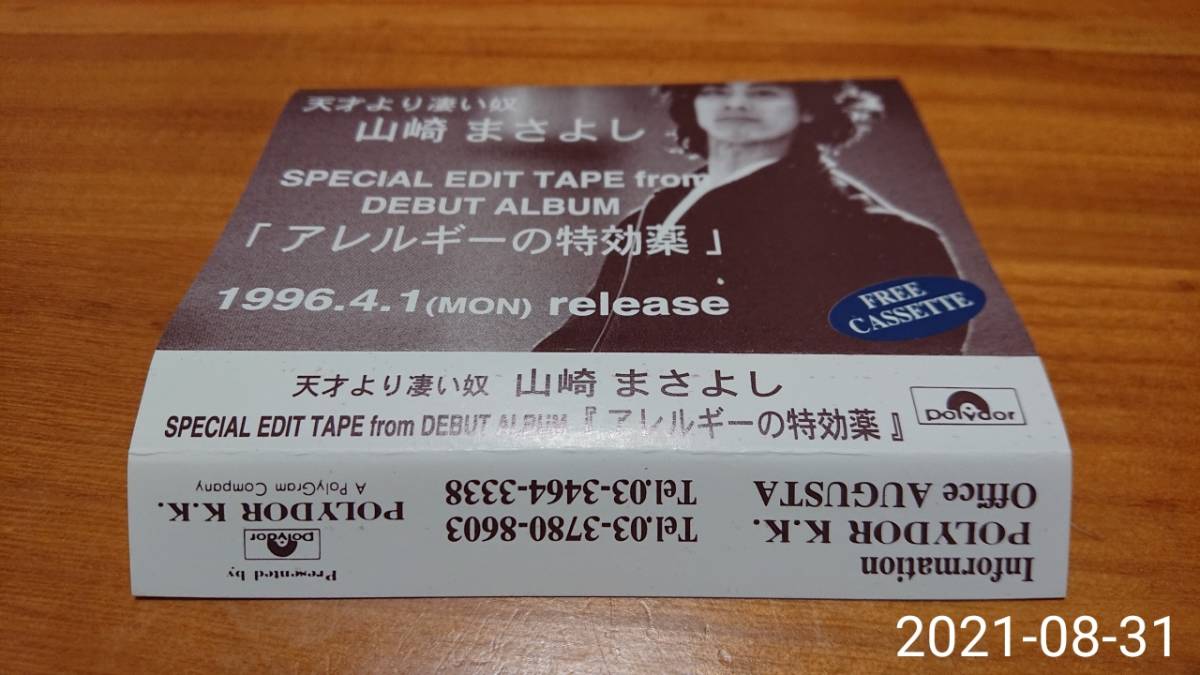 天才より凄い奴
山崎 まさよし
SPECIAL EDIT TAPE from
DEBUT ALBUM
「アレルギーの特効薬」
1996.4.1(MON) release
FREE
CASSETTE
天才より凄い奴 山崎 まさよし
SPECIAL EDIT TAPE from DEBUT ALBUM『アレルギーの特効薬』
Polydor
Information
POLYDOR K.K. Tel.03-3780-8603
Office AUGUSTA Tel.03-3464-3338
Presented by
Polydor
POLYDOR K.K.
A PolyGram Company
2021-08-31